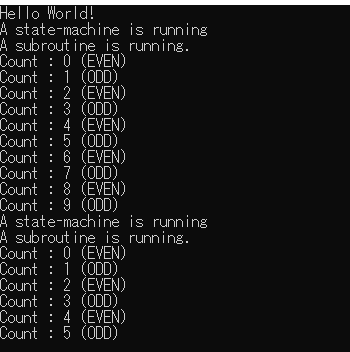 Hello World!
A state-machine is running
A subroutine is running.
Count : 0 (EVEN)
Count : 1 (ODD)
Count : 2 (EVEN)
Count : 3 (ODD)
Count : 4 (EVEN)
Count : 5 (ODD)
Count : 6 (EVEN)
Count : 7 (ODD)
Count : 8 (EVEN)
Count : 9 (ODD)
A state-machine is running
A subroutine is running.
Count : 0 (EVEN)
Count : 1 (ODD)
Count : 2 (EVEN)
Count : 3 (ODD)
Count : 4 (EVEN)
Count : 5 (ODD)